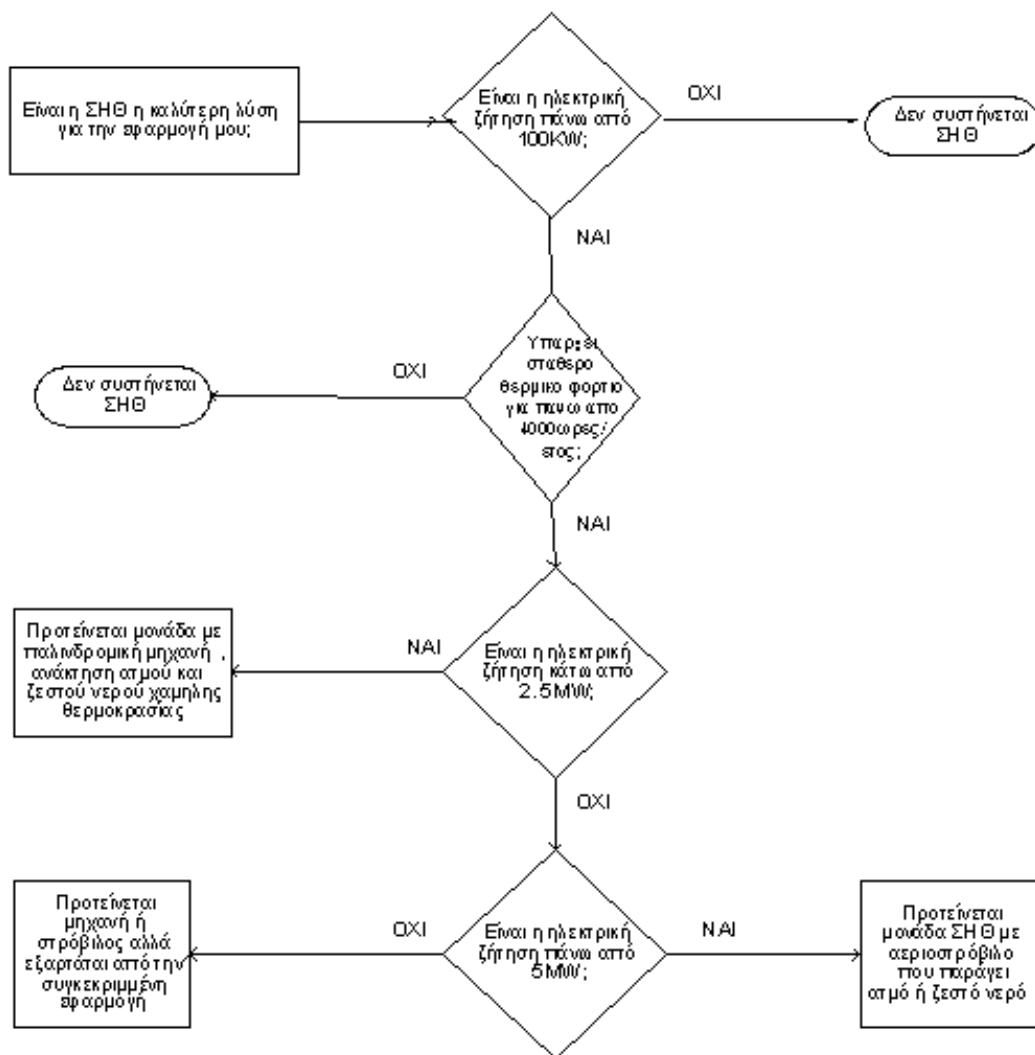 Είναι η ΣΗΘ η καλύτερη λύση
για την εφαρμογή μου;
Είναι η ηλεκτρική
ζήτηση πάνω από
100KW;
ΟΧΙ
Δεν συστήνεται
ΣΗΘ
ΝΑΙ
Υπαρχει
σταθερο
θερμικο φορτιο
για πανω απο
4000ωρες/
ετος;
ΟΧΙ
Δεν συστήνεται
ΣΗΘ
ΝΑΙ
Είναι η ηλεκτρική
ζήτηση κάτω από
2.5MW;
ΝΑΙ
Προτείνεται μονάδα με
παλινδρομική μηχανή ,
ανάκτηση ατμού και
ζεστού νερού χαμηλης
θερμοκρασίας
ΟΧΙ
Είναι η ηλεκτρική
ζήτηση πάνω από
5MW;
ΟΧΙ
Προτείνεται
μηχανή ή
στρόβιλος αλλά
εξαρτάται από την
συγκεκριμμένη
εφαρμογή
ΝΑΙ
Προτείνεται
μονάδα ΣΗΘ με
αεριοστρόβιλο
που παράγει
ατμό ή ζεστό νερό